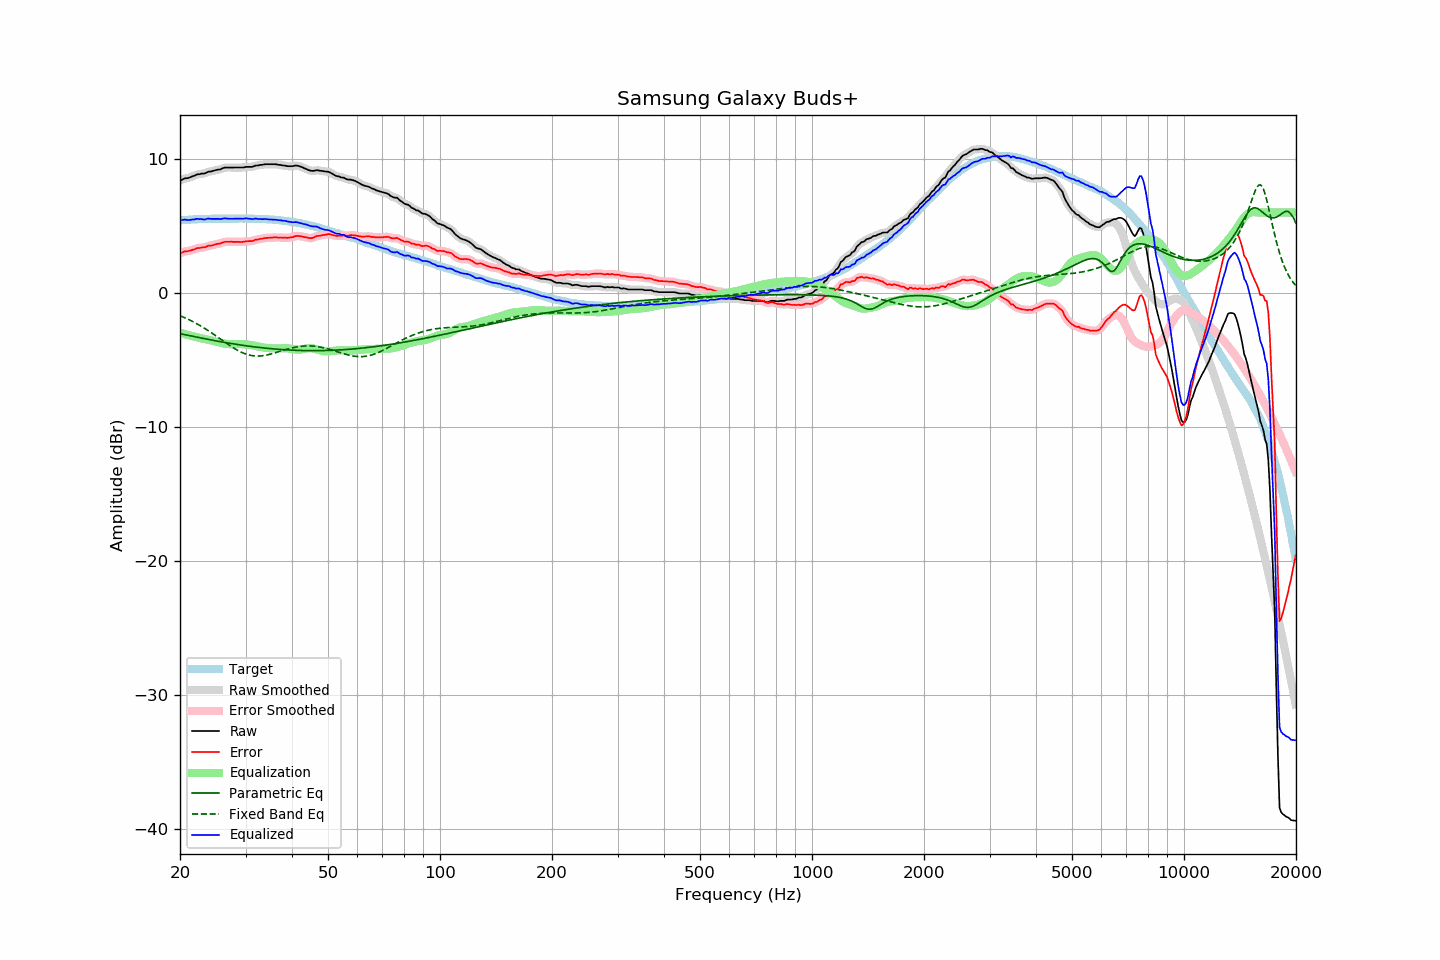 Samsung Galaxy Buds+
Amplitude (dBr)
10
0
−10
−20
−30
−40
Target
Raw Smoothed
Error Smoothed
Raw
Error
Equalization
Parametric Eq
Fixed Band Eq
Equalized
20 50 100 200 500 1000 2000 5000 10000 20000
Frequency (Hz)